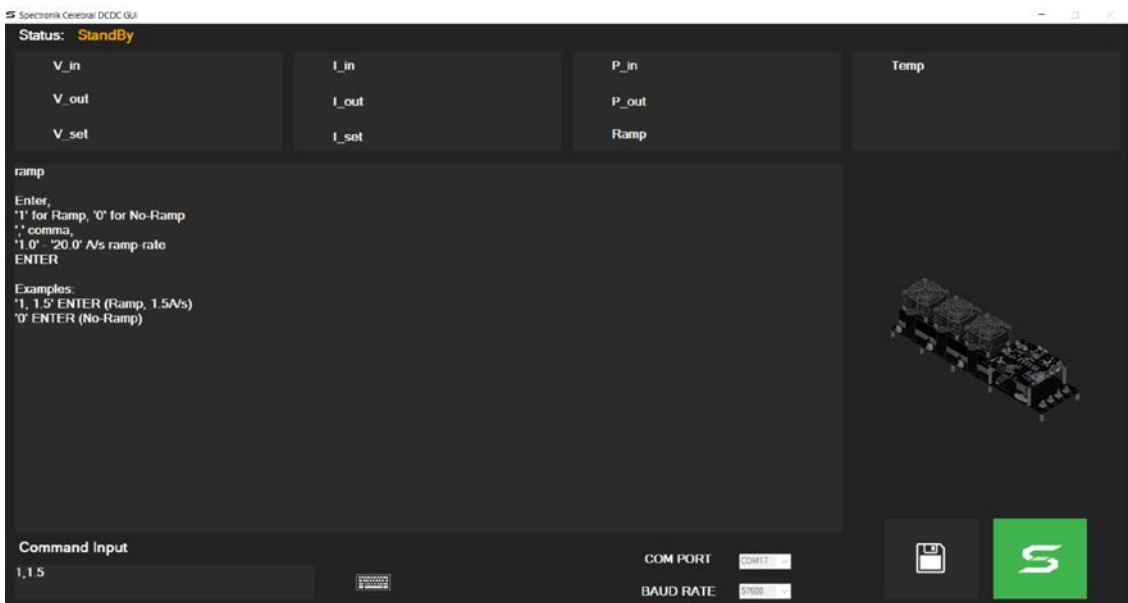 Spectronik Cerebral DCDC GUI
Status: StandBy
V_in
V_out
V_set
I_in
I_out
I_set
P_in
P_out
Ramp
Temp
ramp
Enter,
'1' for Ramp, '0' for No-Ramp
',' comma,
'1.0' - '20.0' A/s ramp-rate
ENTER
Examples:
'1, 1.5' ENTER (Ramp, 1.5A/s)
'0' ENTER (No-Ramp)
Command Input
1,1.5
COM PORT COM17
BAUD RATE 57600